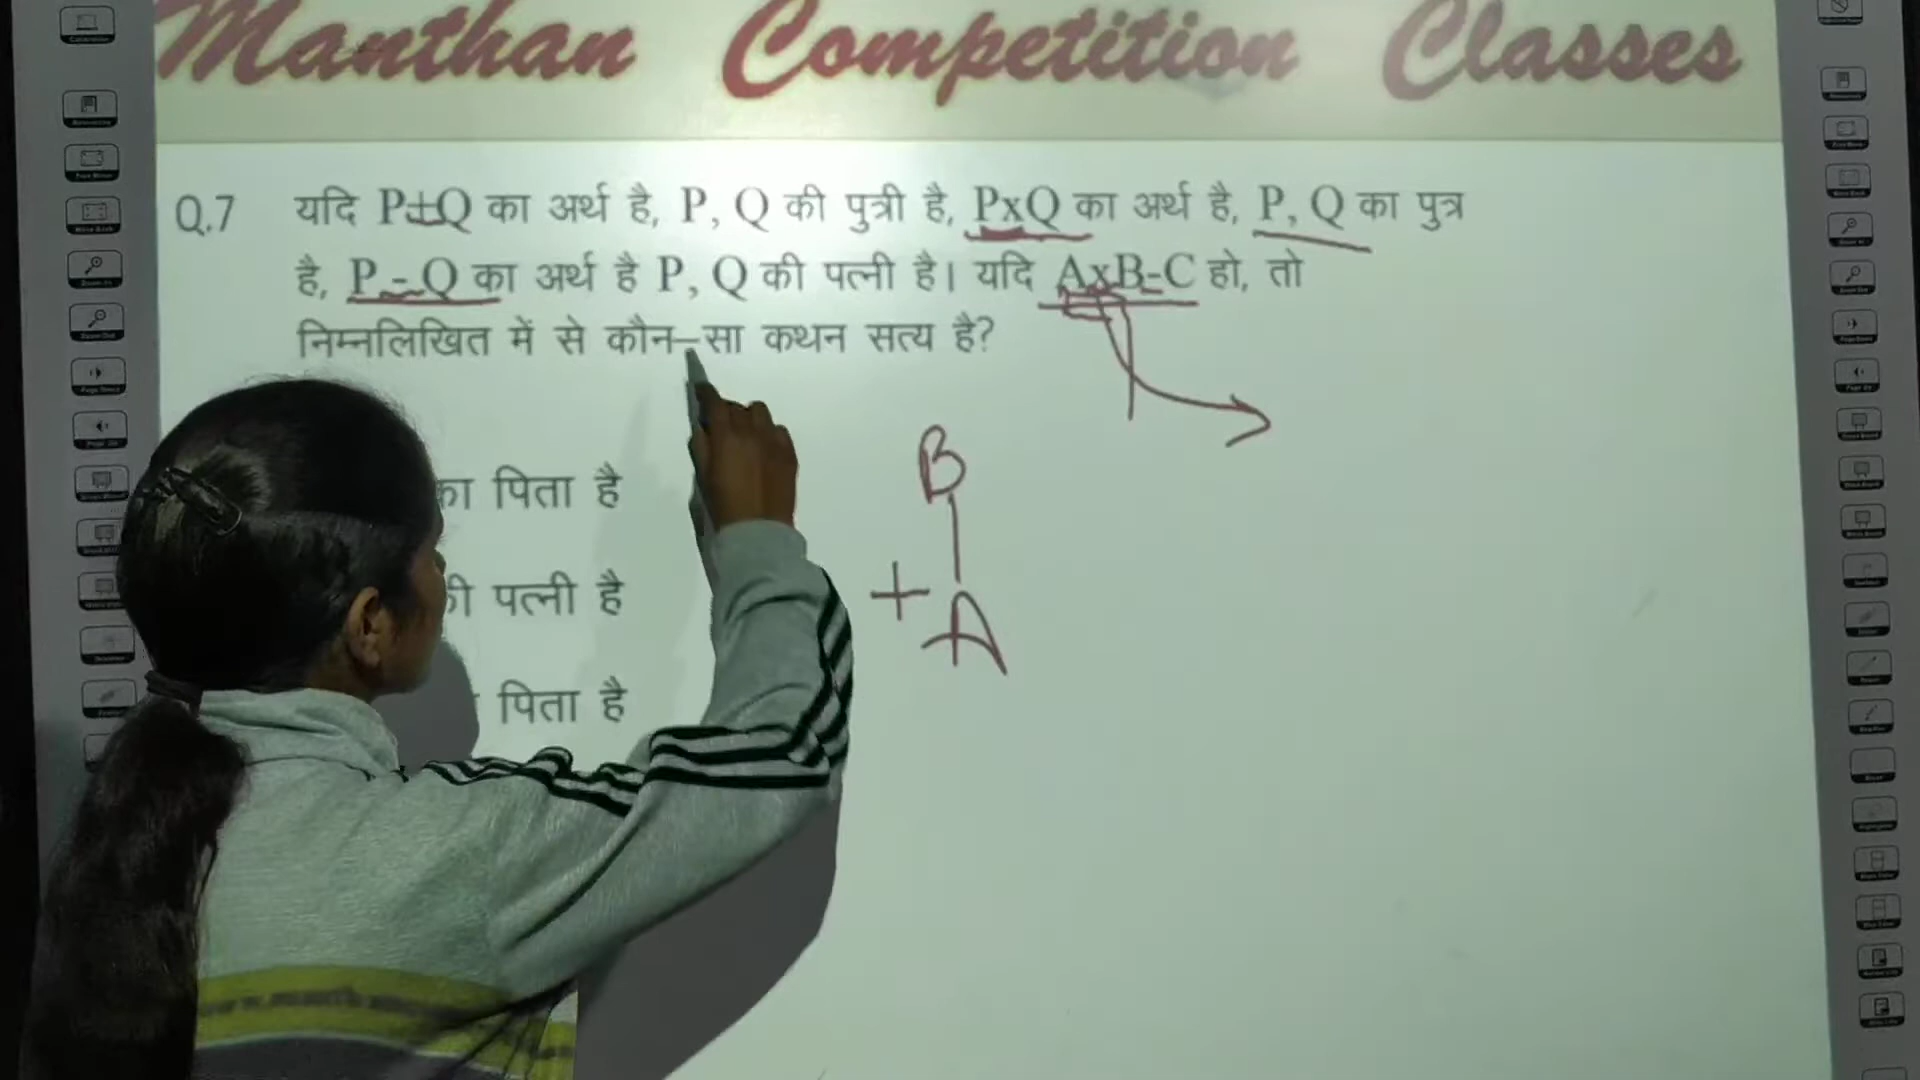 Manthan Competition Classes
Q.7 यदि P+Q का अर्थ है, P, Q की पुत्री है, PxQ का अर्थ है, P, Q का पुत्र
है, P - Q का अर्थ है P, Q की पत्नी है। यदि AxB-C हो, तो
निम्नलिखित में से कौन-सा कथन सत्य है?
का पिता है
की पत्नी है
पिता है
B
+
A